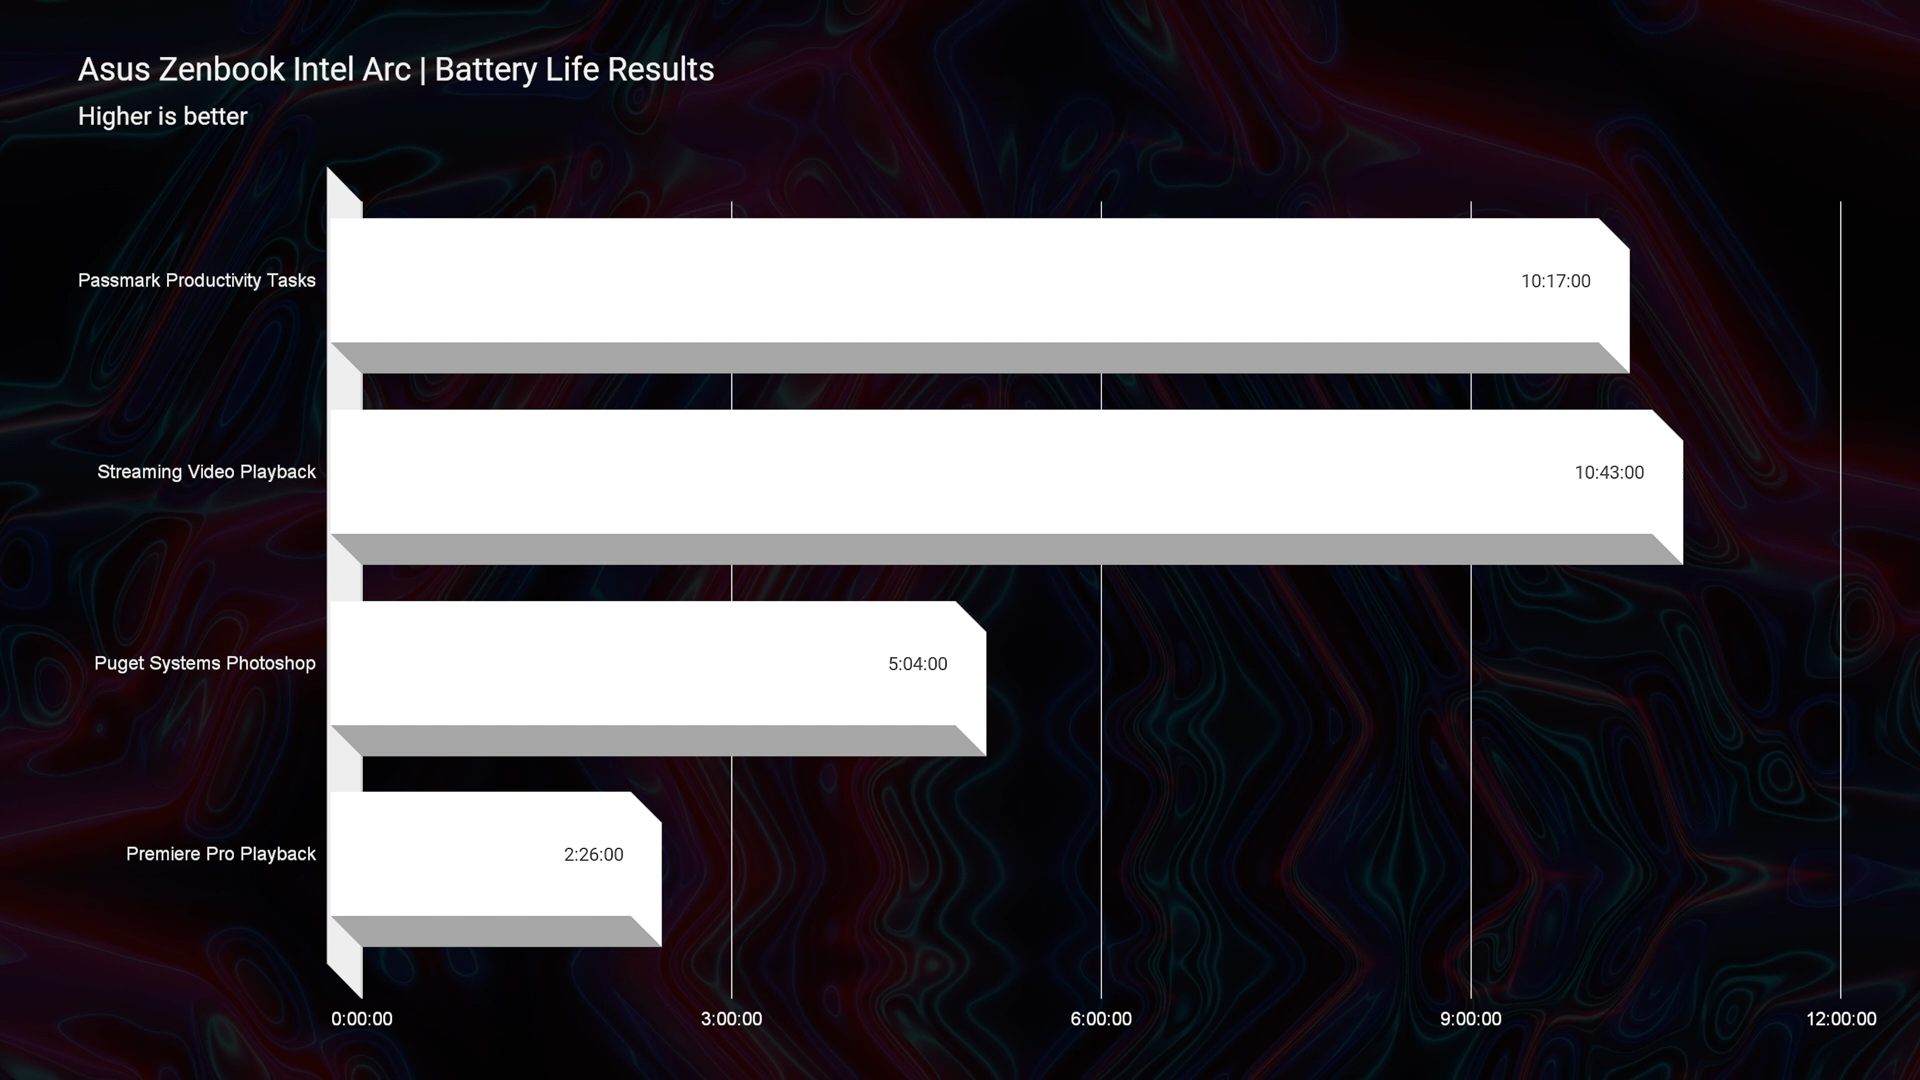 Asus Zenbook Intel Arc | Battery Life Results
Higher is better
Passmark Productivity Tasks
10:17:00
Streaming Video Playback
10:43:00
Puget Systems Photoshop
5:04:00
Premiere Pro Playback
2:26:00
0:00:00
3:00:00
6:00:00
9:00:00
12:00:00